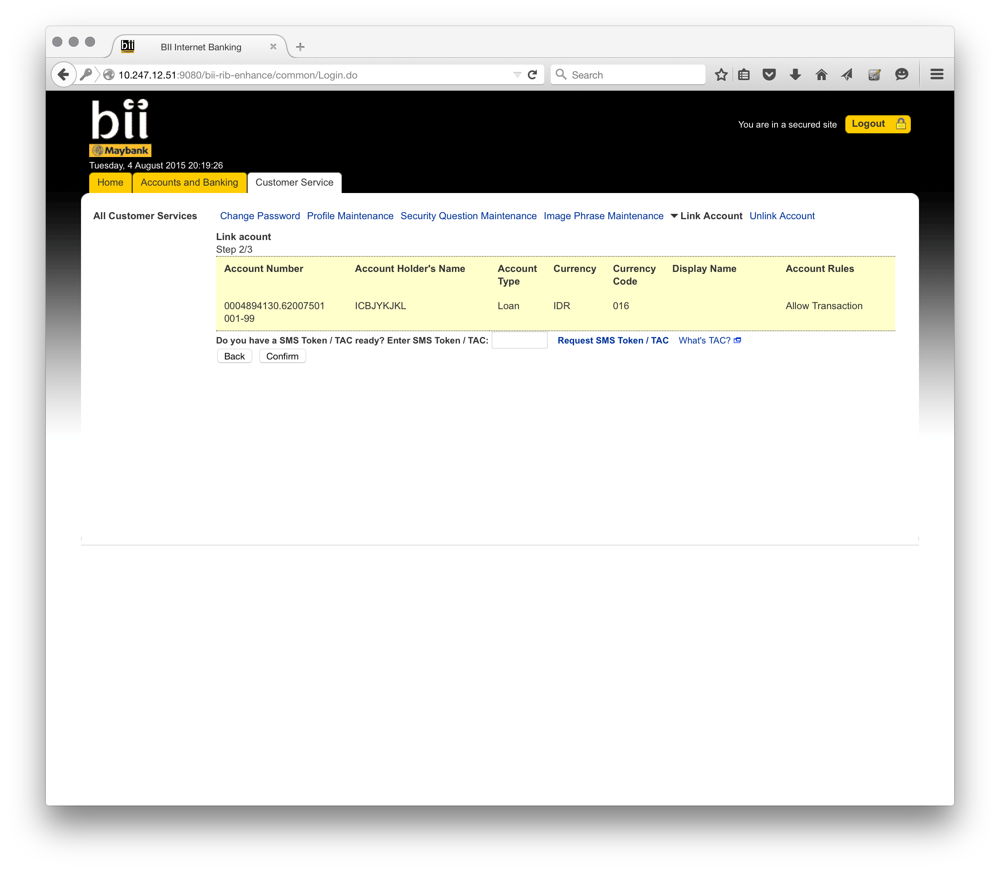 bii
Maybank
BII Internet Banking
10.247.12.51:9080/bii-rib-enhance/common/Login.do
Search
Se
bii
Maybank
You are in a secured site
Logout
Tuesday, 4 August 2015 20:19:26
Home
Accounts and Banking
Customer Service
All Customer Services
Change Password
Profile Maintenance
Security Question Maintenance
Image Phrase Maintenance
Link Account
Unlink Account
Link acount
Step 2/3
Account Number
Account Holder's Name
Account
Type
Currency
Currency
Code
Display Name
Account Rules
0004894130.62007501
001-99
ICBJYKJKL
Loan
IDR
016
Allow Transaction
Do you have a SMS Token / TAC ready? Enter SMS Token / TAC:
Request SMS Token / TAC
What's TAC?
Back
Confirm